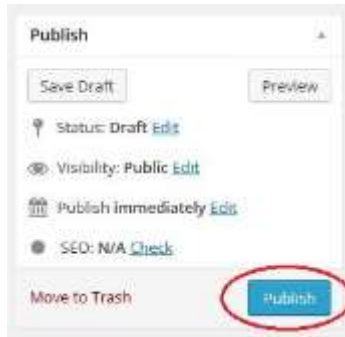 Publish
Save Draft Preview
Status: Draft Edit
Visibility: Public Edit
Publish immediately Edit
SEO: N/A Check
Move to Trash Publish